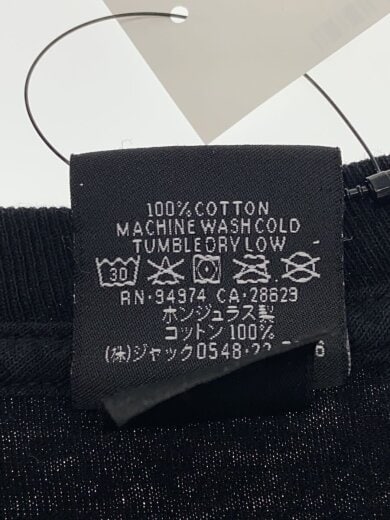 100% COTTON
MACHINE WASH COLD
TUMBLE DRY LOW
30
RN·94974 CA·28629
ホンジュラス製
コットン 100%
(株)ジャック0548·22·